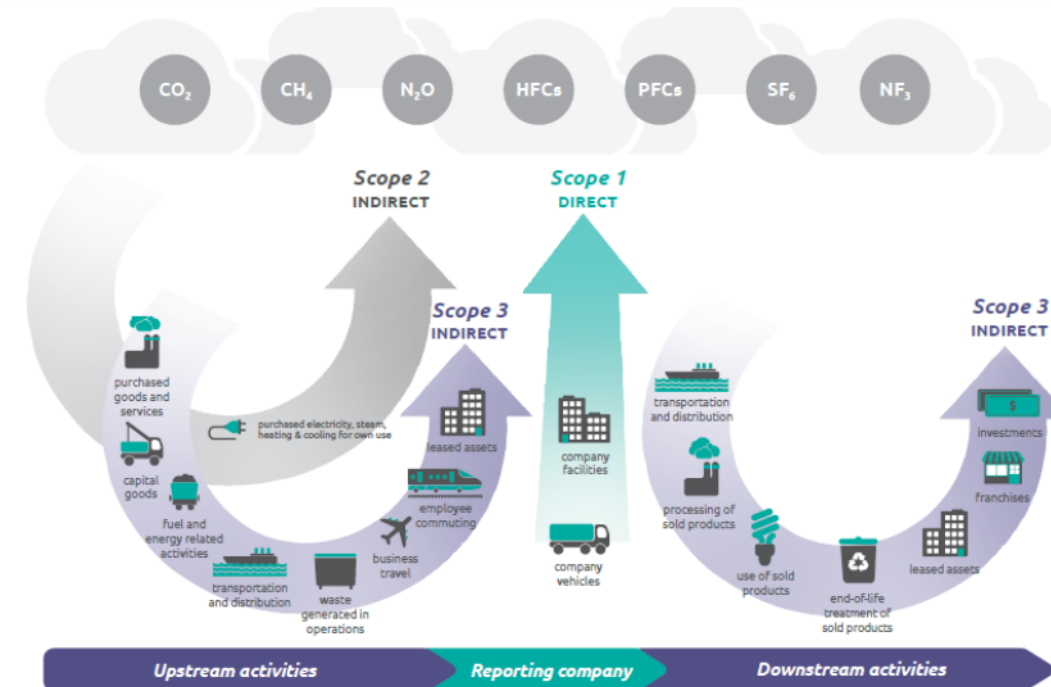 CO₂
CH₄
N₂O
HFCs
PFCs
SF₆
NF₃
Scope 2
INDIRECT
Scope 1
DIRECT
Scope 3
INDIRECT
Scope 3
INDIRECT
purchased
goods and
services
capital
goods
fuel and
energy related
activities
purchased electricity, steam,
heating & cooling for own use
transportation
and distribution
waste
generated in
operations
business
travel
employee
commuting
leased assets
company
facilities
company
vehicles
transportation
and distribution
processing of
sold products
use of sold
products
end-of-life
treatment of
sold products
leased assets
franchises
investments
$
Upstream activities
Reporting company
Downstream activities